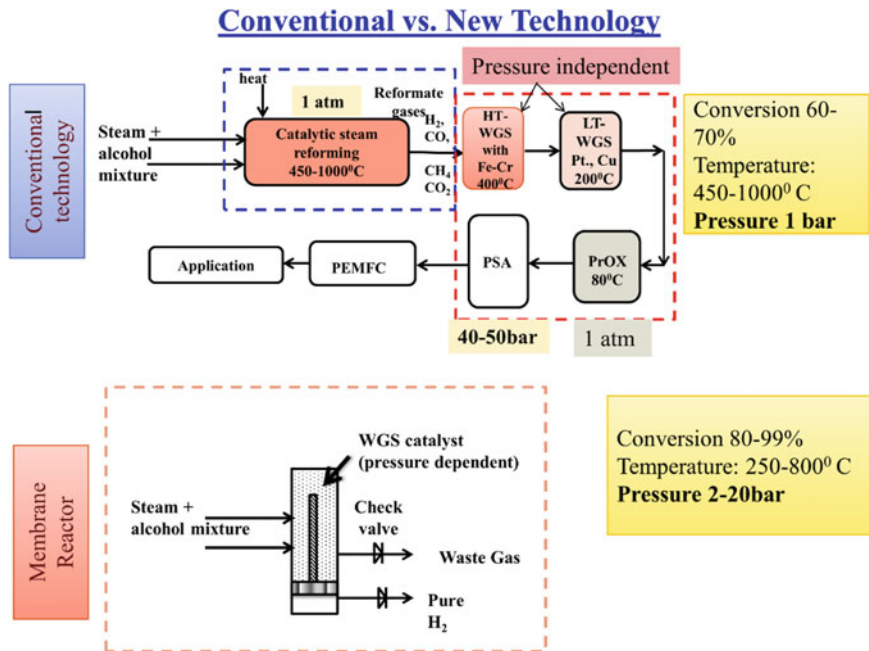 Conventional vs. New Technology
Conventional
technology
Steam +
alcohol
mixture
heat
1 atm
Catalytic steam
reforming
450-1000⁰C
Reformate
gases
H₂,
CO,
CH₄
CO₂
Pressure independent
HT-
WGS
with
Fe-Cr
400⁰C
LT-
WGS
Pt., Cu
200⁰C
Conversion 60-
70%
Temperature:
450-1000⁰ C
Pressure 1 bar
Application
PEMFC
PSA
PrOX
80⁰C
40-50bar
1 atm
Membrane
Reactor
Steam +
alcohol mixture
WGS catalyst
(pressure dependent)
Check
valve
Waste Gas
Pure
H₂
Conversion 80-99%
Temperature: 250-800⁰ C
Pressure 2-20bar